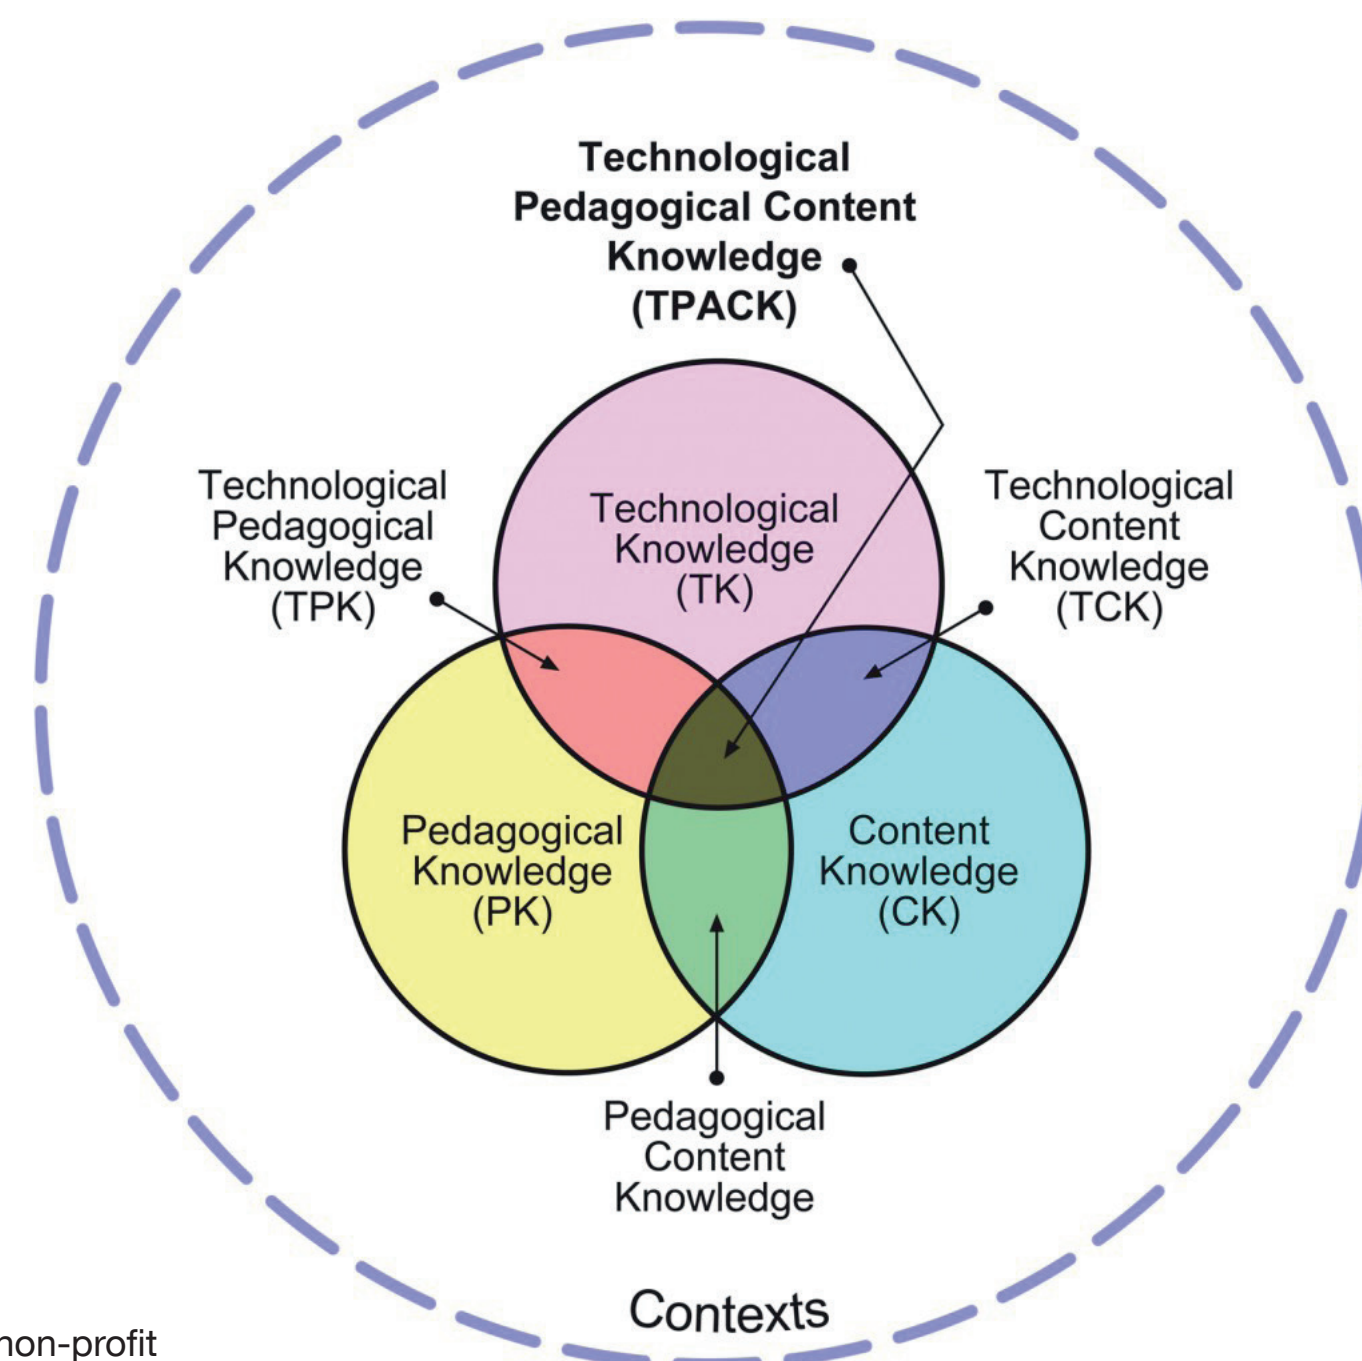 Technological
Pedagogical Content
Knowledge
(TPACK)
Technological
Pedagogical
Knowledge
(TPK)
Technological
Knowledge
(TK)
Technological
Content
Knowledge
(TCK)
Pedagogical
Knowledge
(PK)
Content
Knowledge
(CK)
Pedagogical
Content
Knowledge
Contexts
non-profit